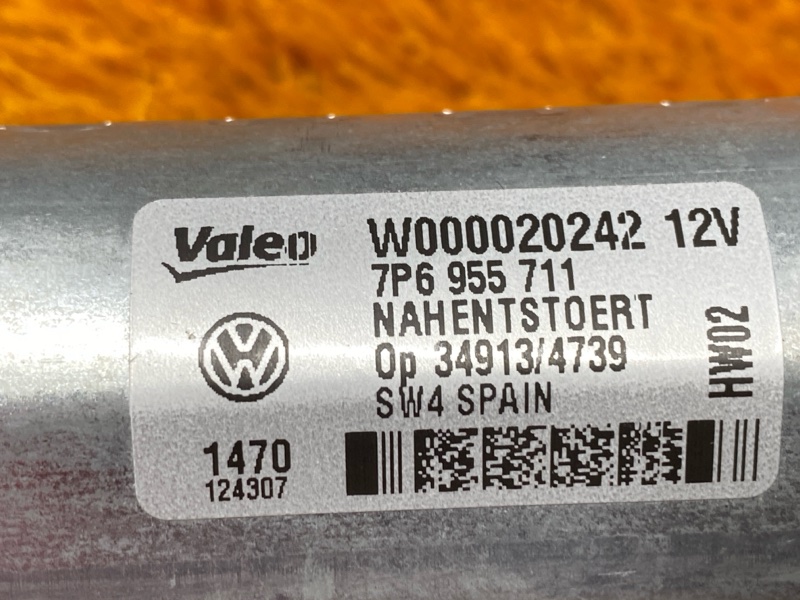 Valeo
W000020242 12V
7P6 955 711
NAHENTSTOERT
Op 34913/4739
SW4 SPAIN
HW02
1470
124307